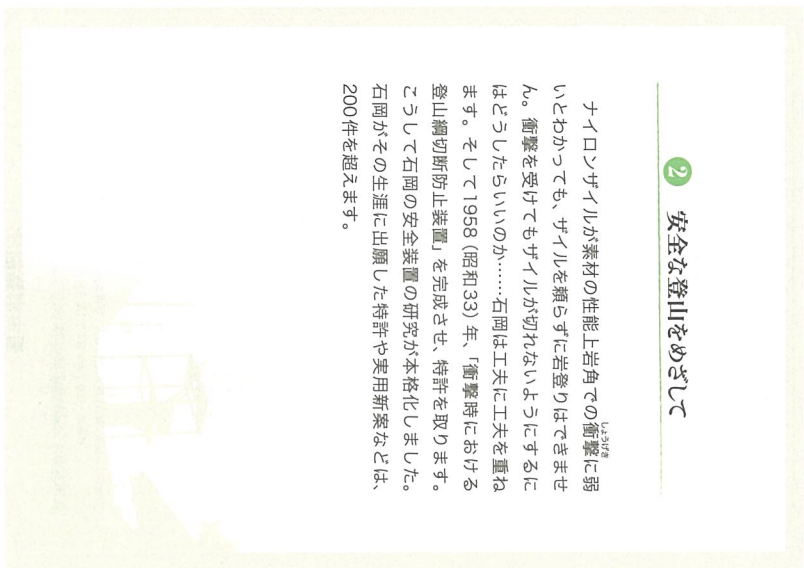 2 安全な登山をめざして
ナイロンザイルが素材の性能上岩角での衝撃に弱
しょうげき
いとわかっても、ザイルを頼らずに岩登りはできませ
ん。衝撃を受けてもザイルが切れないようにするに
はどうしたらいいのか……石岡は工夫に工夫を重ね
ます。そして1958（昭和33）年、「衝撃時における
登山綱切断防止装置」を完成させ、特許を取ります。
こうして石岡の安全装置の研究が本格化しました。
石岡がその生涯に出願した特許や実用新案などは、
200件を超えます。